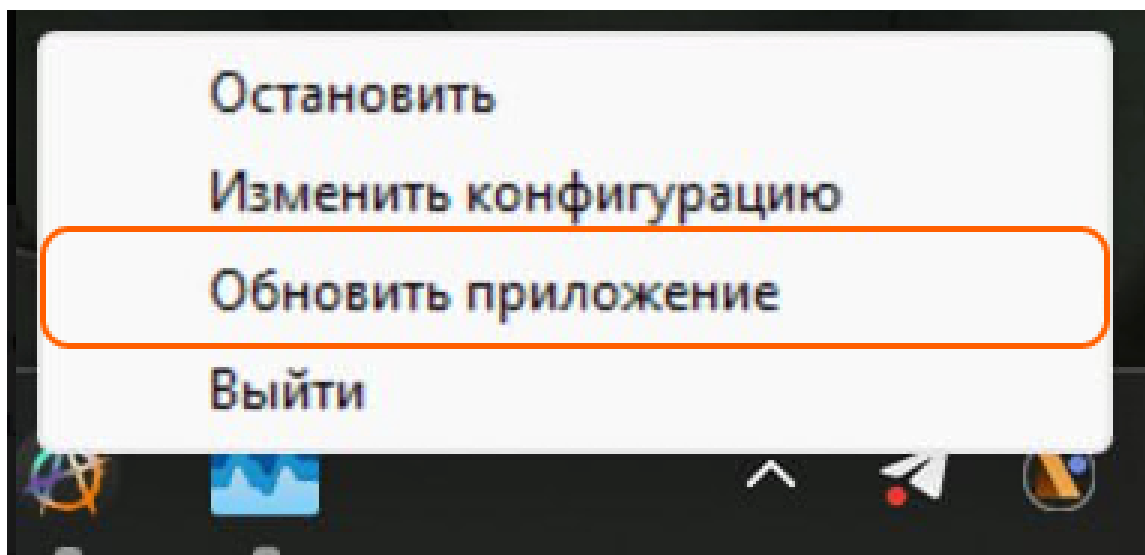 Остановить
Изменить конфигурацию
Обновить приложение
Выйти